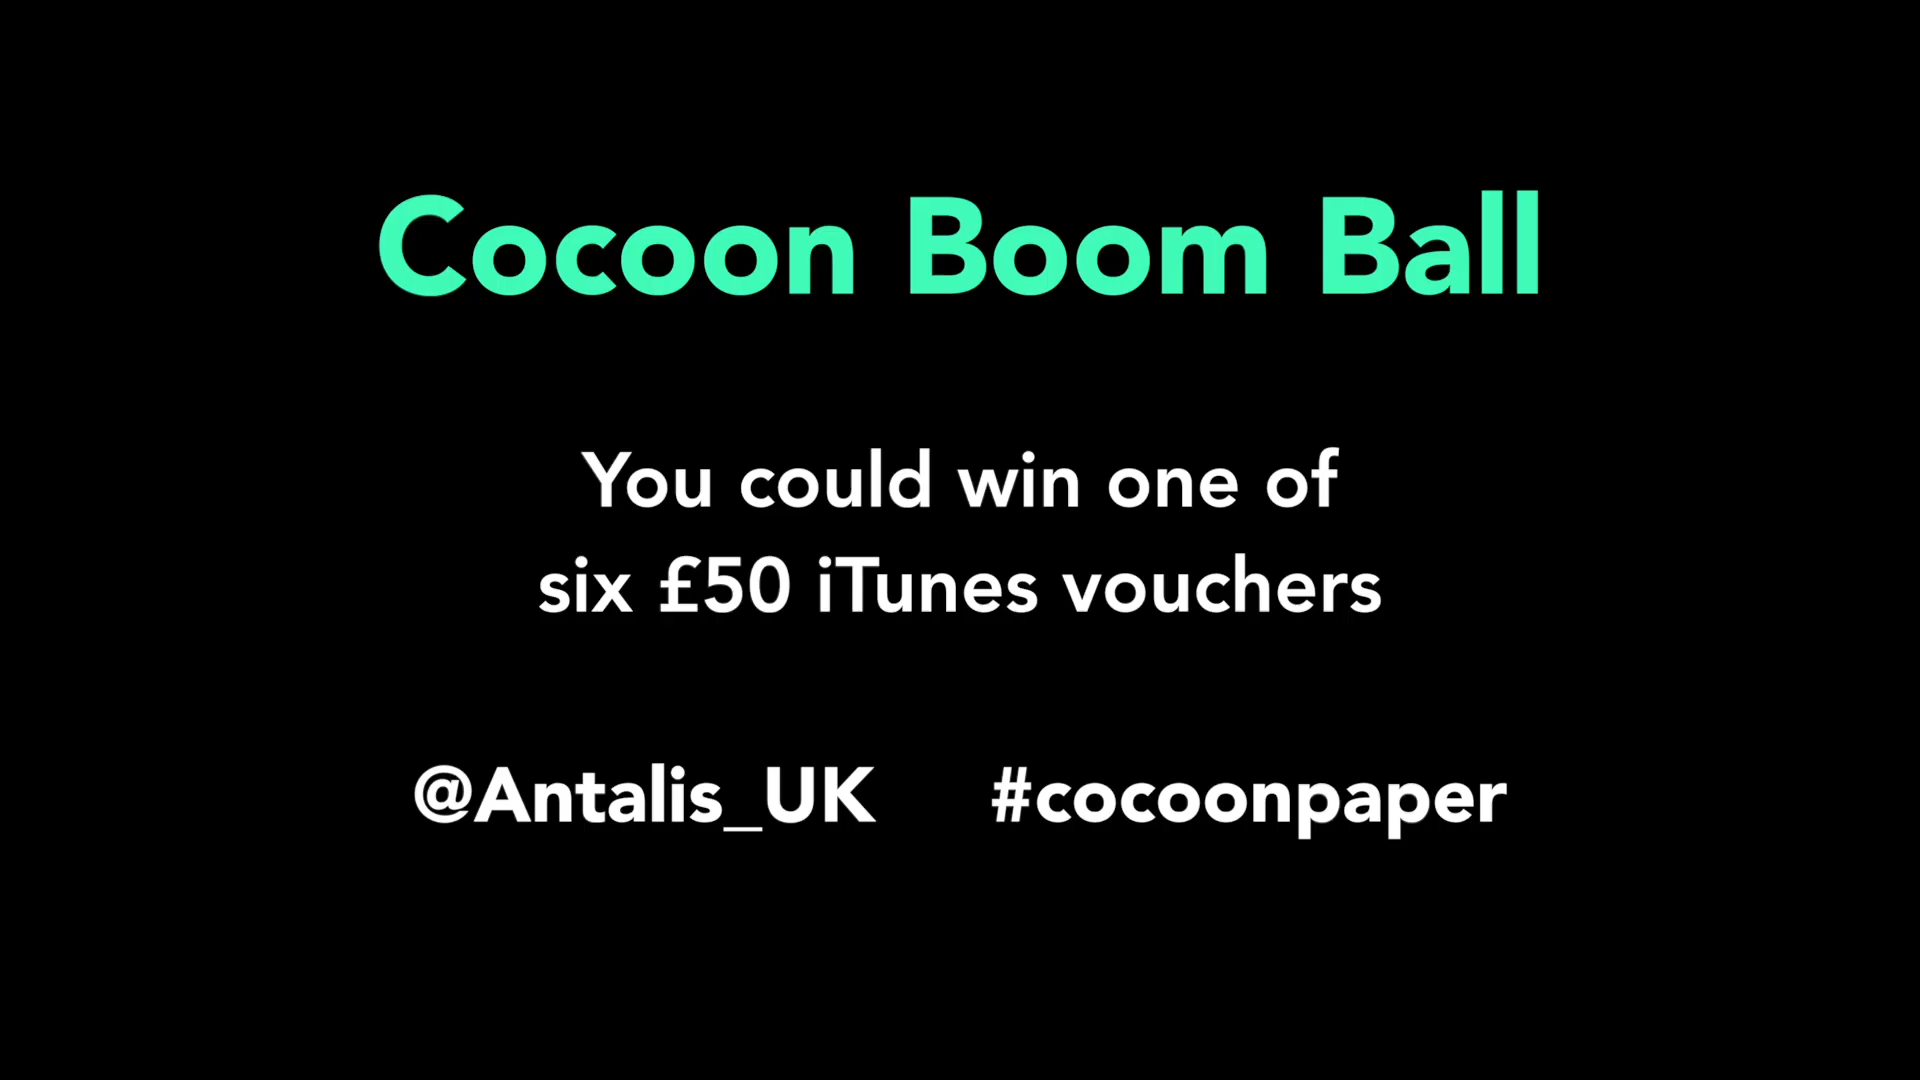 Cocoon Boom Ball
You could win one of
six £50 iTunes vouchers
@Antalis_UK #cocoonpaper